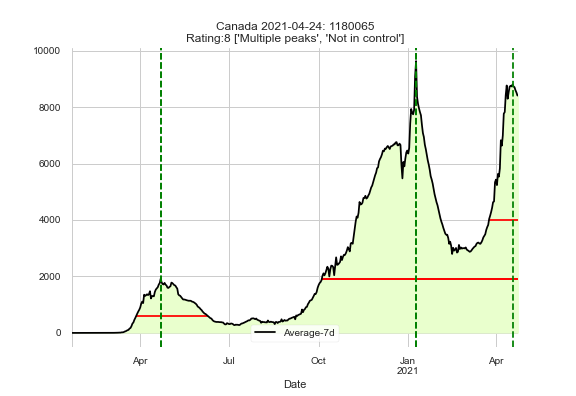 Canada 2021-04-24: 1180065
Rating:8 ['Multiple peaks', 'Not in control']
10000
8000
6000
4000
2000
0
Average-7d
Apr
Jul
Oct
Jan
2021
Apr
Date